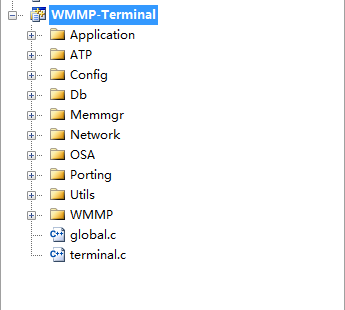 WMMP-Terminal
Application
ATP
Config
Db
Memmgr
Network
OSA
Porting
Utils
WMMP
global.c
terminal.c